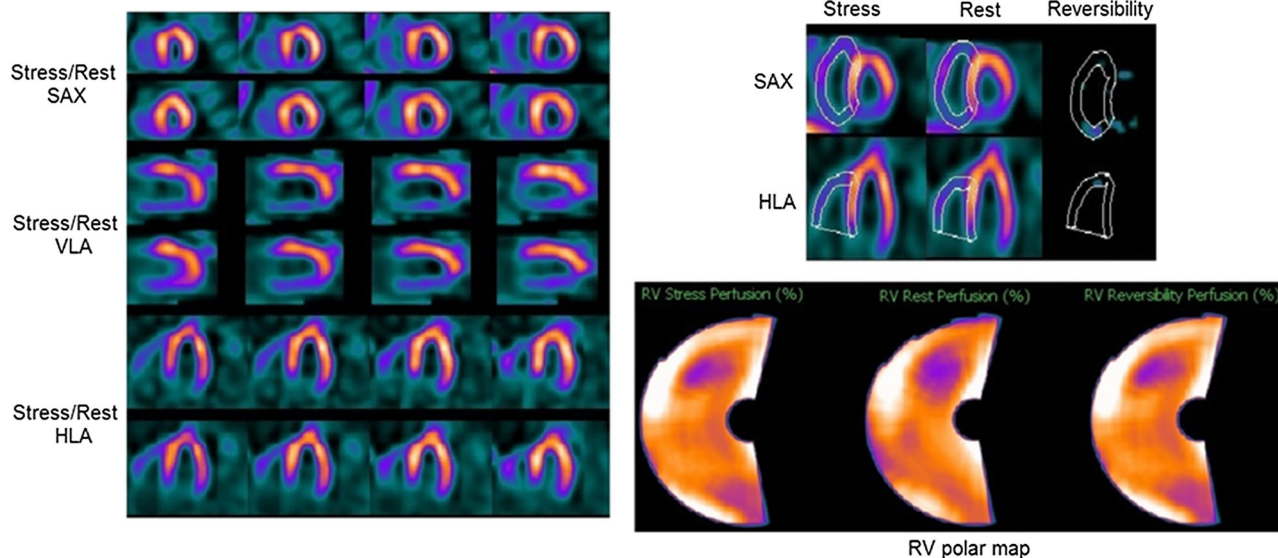 Stress/Rest
SAX
Stress/Rest
VLA
Stress/Rest
HLA
Stress Rest Reversibility
SAX
HLA
RV Stress Perfusion (%) RV Rest Perfusion (%) RV Reversibility Perfusion (%)
RV polar map